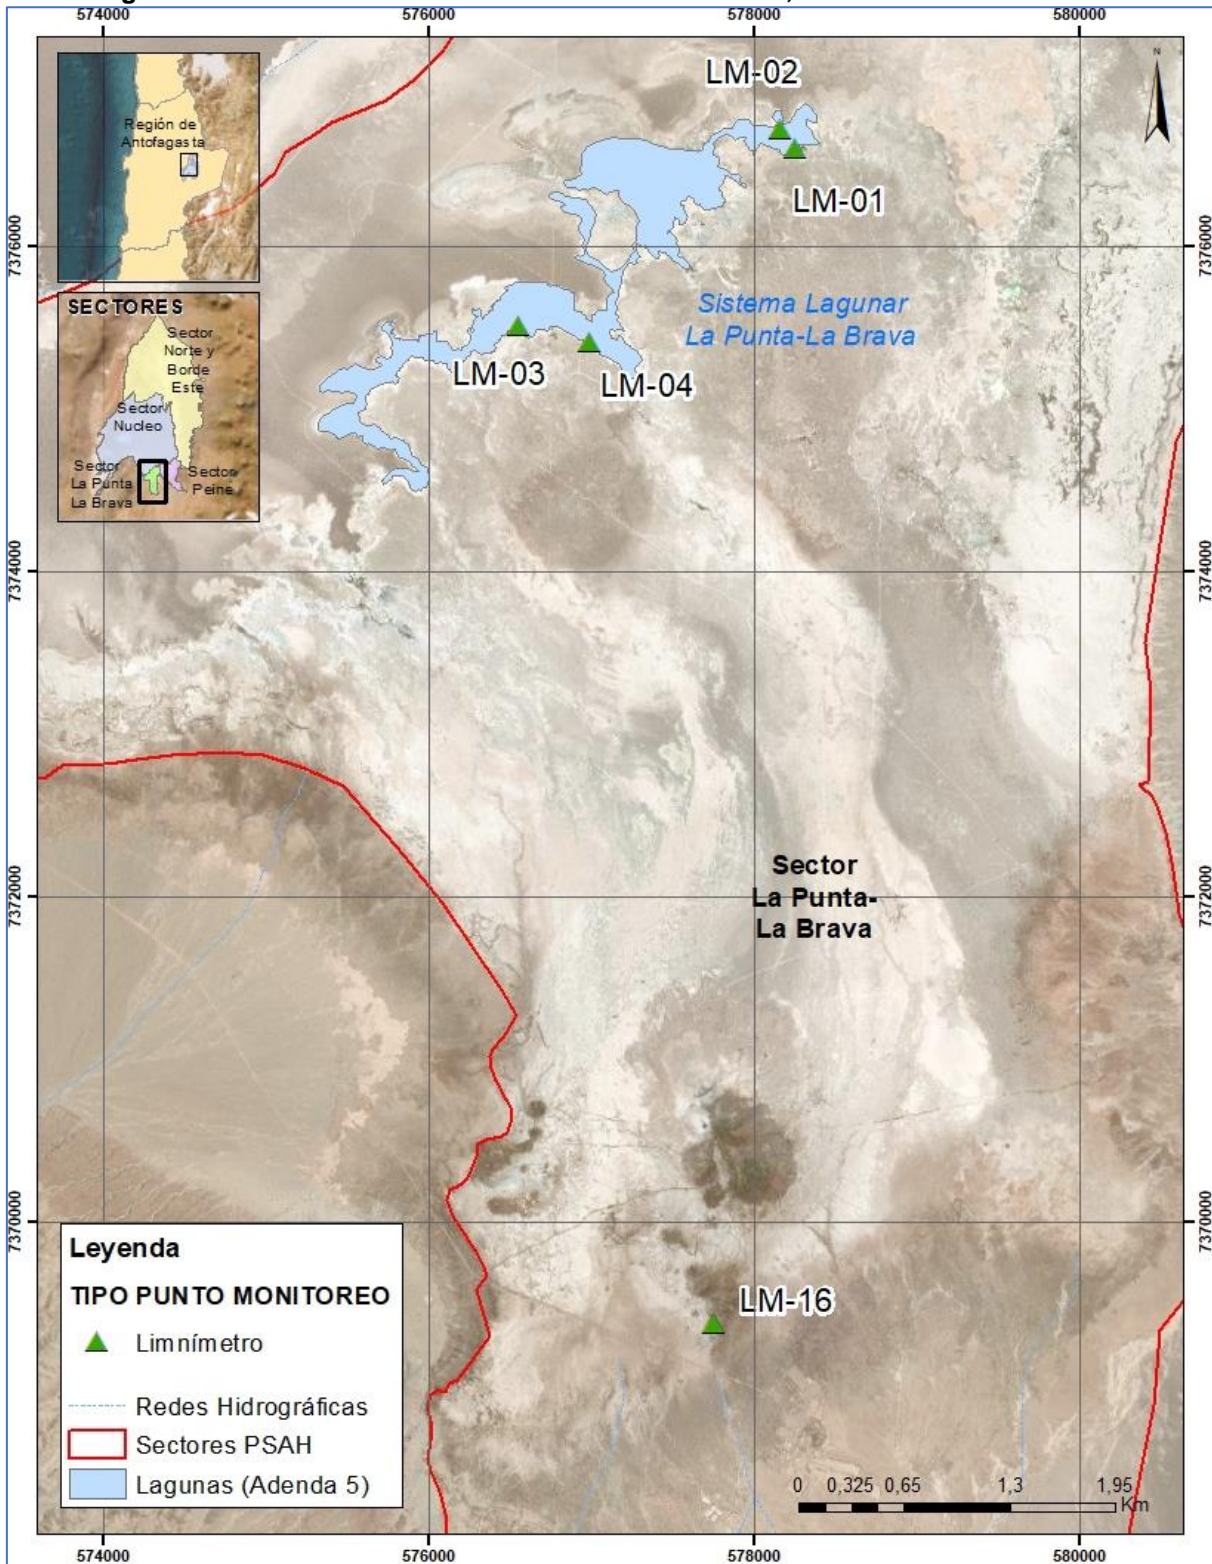 574000
576000
578000
580000
LM-02
LM-01
N
Región de
Antofagasta
7376000
7376000
SECTORES
Sector
Norte y
Borde
Este
Sector
Nucleo
Sector
La Punta
La Brava
Sector
Peine
Sistema Lagunar
La Punta-La Brava
LM-03
LM-04
7374000
7374000
Sector
La Punta-
La Brava
7372000
7372000
7370000
7370000
LM-16
Leyenda
TIPO PUNTO MONITOREO
Limnímetro
Redes Hidrográficas
Sectores PSAH
Lagunas (Adenda 5)
0 0,325 0,65 1,3 1,95
Km
574000
576000
578000
580000